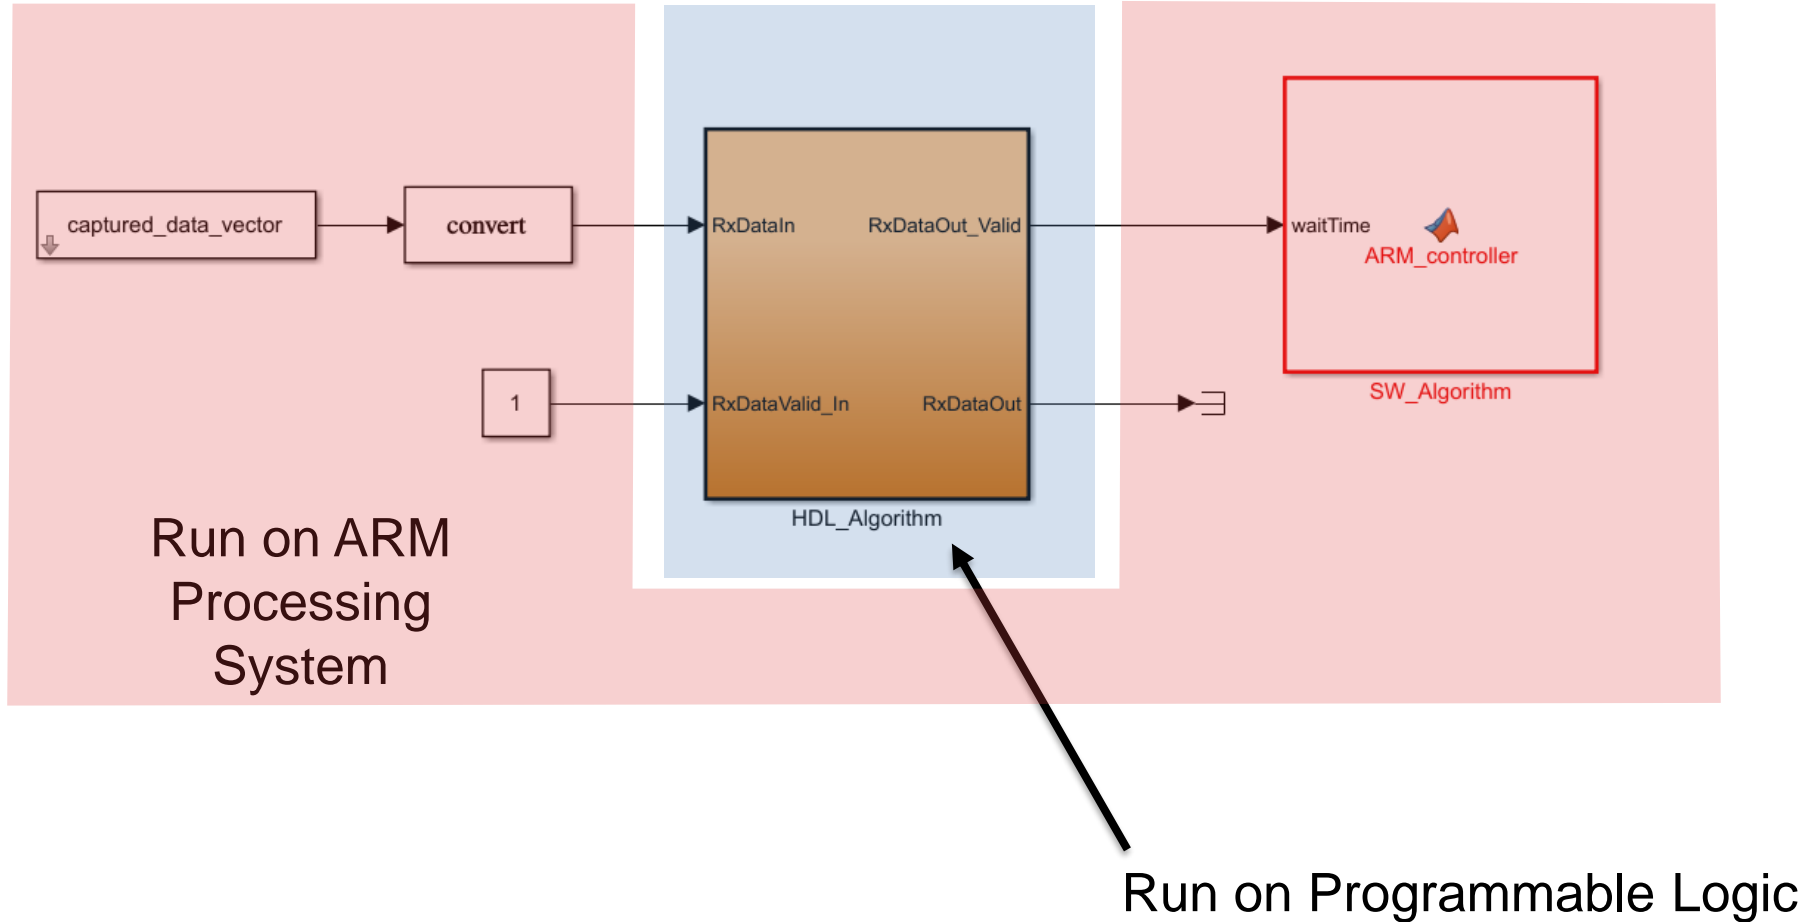 captured_data_vector
convert
RxDataIn
RxDataOut_Valid
waitTime
ARM_controller
1
RxDataValid_In
RxDataOut
SW_Algorithm
HDL_Algorithm
Run on ARM
Processing
System
Run on Programmable Logic